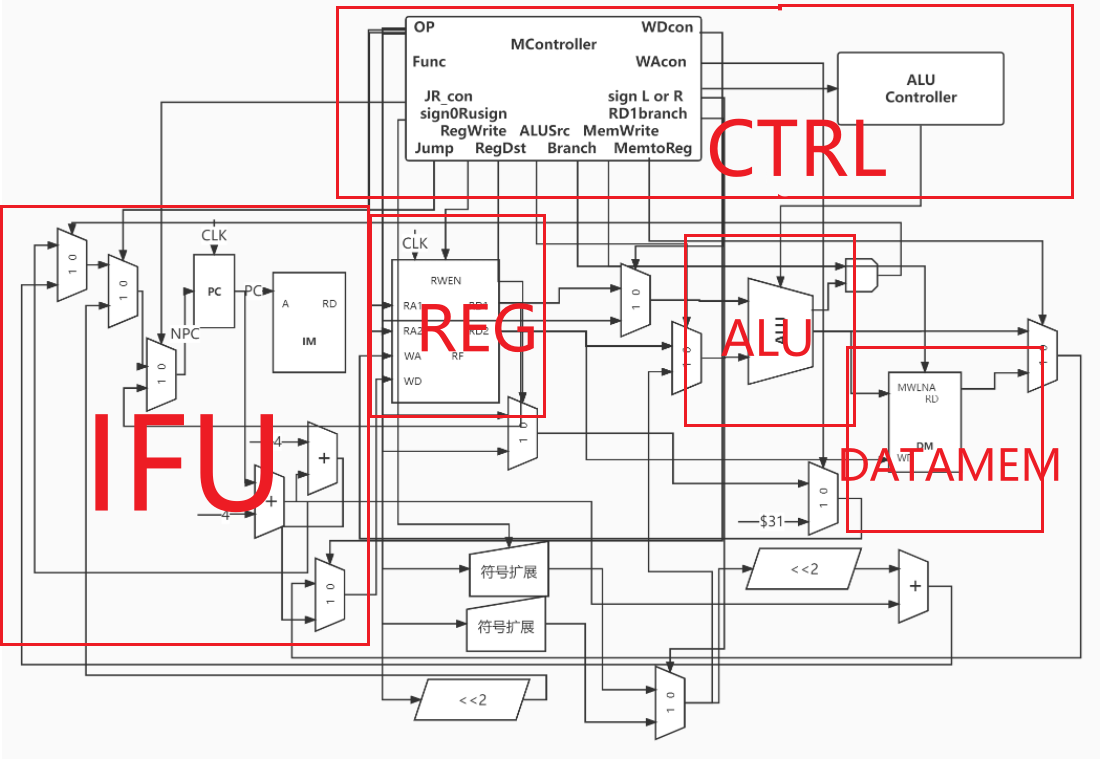 OP
WDcon
MController
Func
WAcon
JR_con
sign L or R
sign0Rusign
RD1branch
RegWrite
ALUSrc
MemWrite
Jump
RegDst
Branch
MemtoReg
ALU
Controller
CTRL
CLK
PC
PC
A
RD
IM
NPC
1 0
1 0
1 0
CLK
RWEN
RA1
RD1
RA2
RD2
WA
RF
WD
REG
1 0
1 0
ALU
ALU
1 0
MWLNA
RD
DM
DATAMEM
IFU
4
+
+
4
1 0
1 0
1 0
$31
符号扩展
<<2
+
符号扩展
1 0
<<2